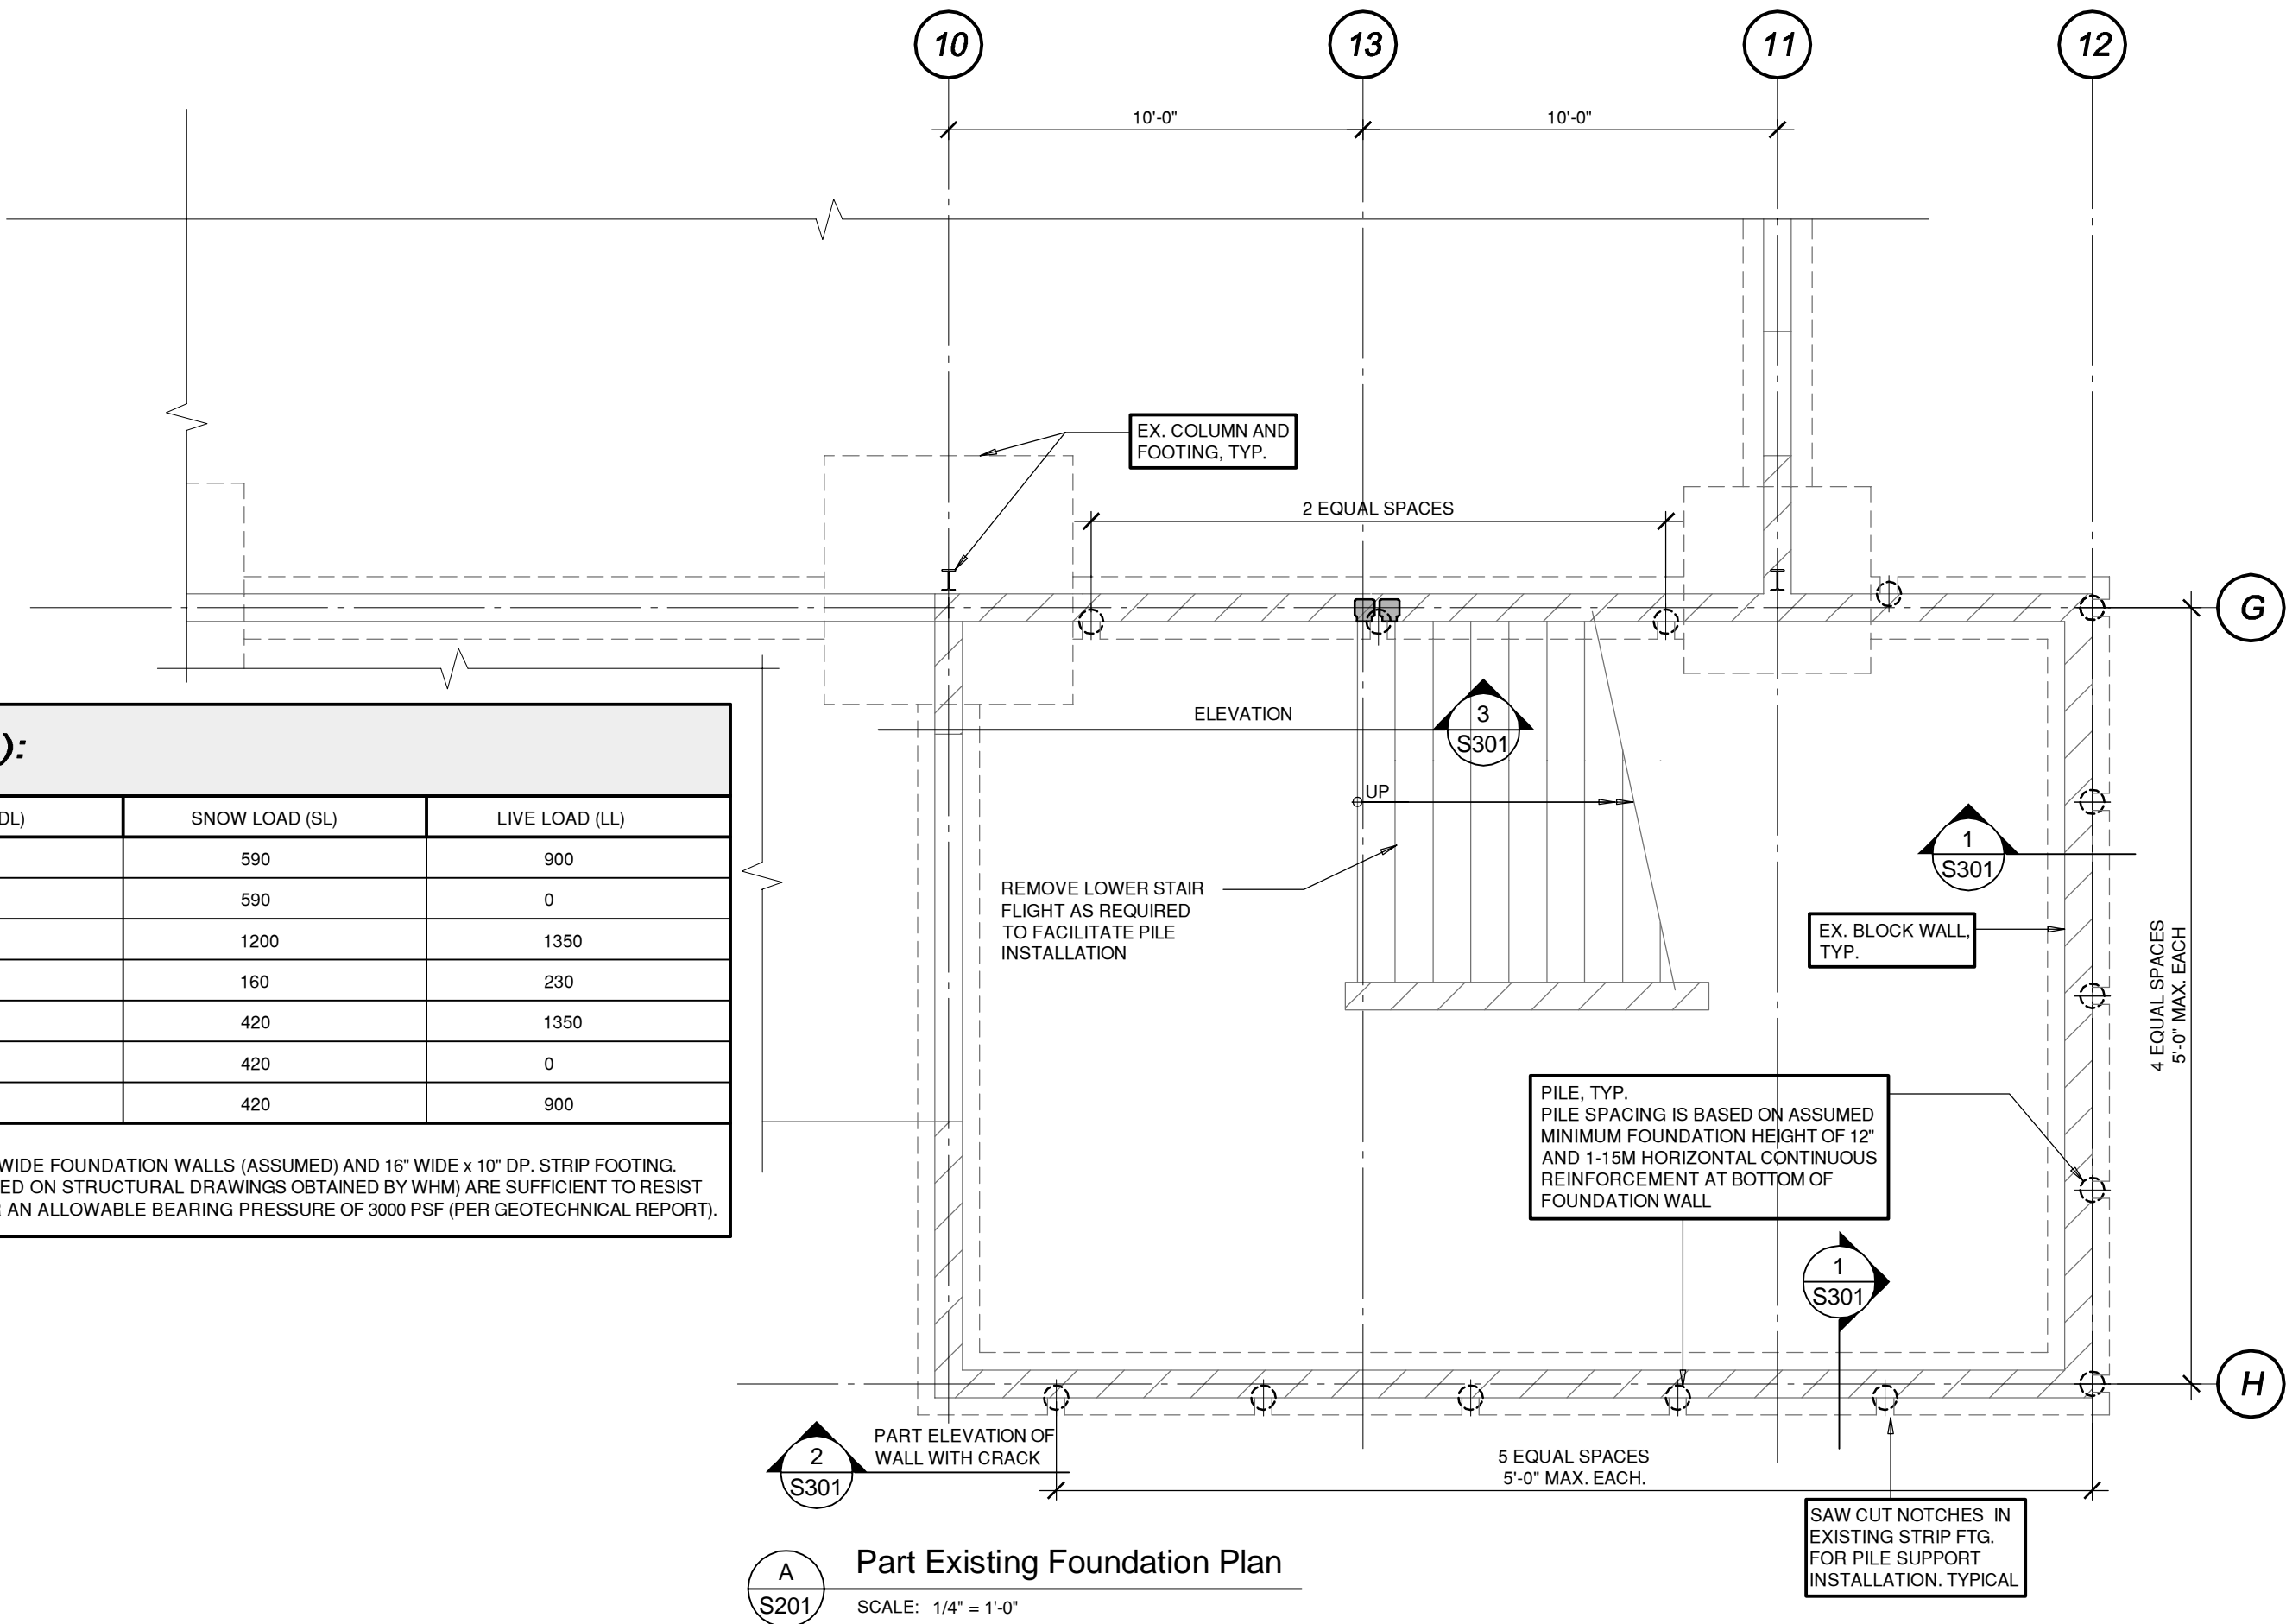 10
13
11
12
10'-0"
10'-0"
EX. COLUMN AND
FOOTING, TYP.
2 EQUAL SPACES
G
ELEVATION
3
S301
UP
1
S301
REMOVE LOWER STAIR
FLIGHT AS REQUIRED
TO FACILITATE PILE
INSTALLATION
EX. BLOCK WALL,
TYP.
4 EQUAL SPACES
5'-0" MAX. EACH
PILE, TYP.
PILE SPACING IS BASED ON ASSUMED
MINIMUM FOUNDATION HEIGHT OF 12"
AND 1-15M HORIZONTAL CONTINUOUS
REINFORCEMENT AT BOTTOM OF
FOUNDATION WALL
1
S301
H
):
DL) SNOW LOAD (SL) LIVE LOAD (LL)
590 900
590 0
1200 1350
160 230
420 1350
420 0
420 900
WIDE FOUNDATION WALLS (ASSUMED) AND 16" WIDE x 10" DP. STRIP FOOTING.
ED ON STRUCTURAL DRAWINGS OBTAINED BY WHM) ARE SUFFICIENT TO RESIST
AN ALLOWABLE BEARING PRESSURE OF 3000 PSF (PER GEOTECHNICAL REPORT).
2
S301
PART ELEVATION OF
WALL WITH CRACK
5 EQUAL SPACES
5'-0" MAX. EACH.
SAW CUT NOTCHES IN
EXISTING STRIP FTG.
FOR PILE SUPPORT
INSTALLATION. TYPICAL
A
S201
Part Existing Foundation Plan
SCALE: 1/4" = 1'-0"